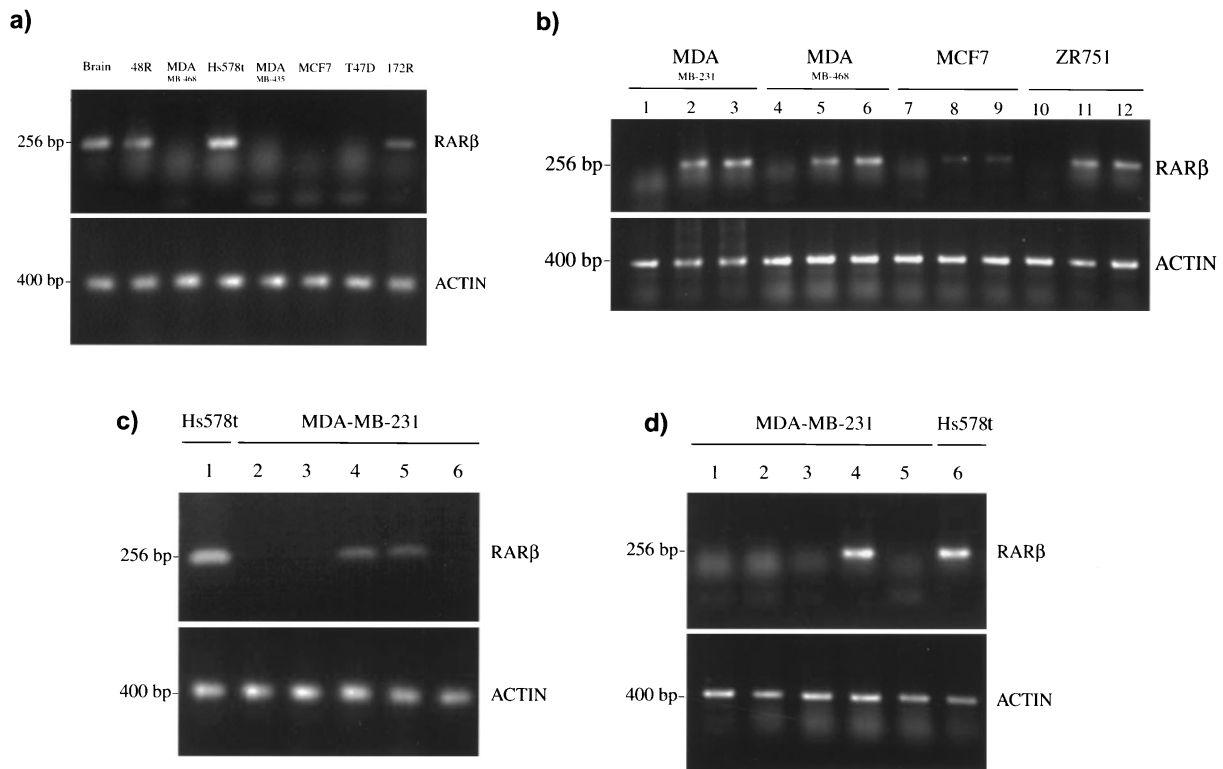 a)
Brain 48R MDA Hs578t MDA MCF7 T47D 172R
MB-468 MB-435
256 bp RARβ
400 bp ACTIN
b)
MDA MDA MCF7 ZR751
MB-231 MB-468
1 2 3 4 5 6 7 8 9 10 11 12
256 bp RARβ
400 bp ACTIN
c)
Hs578t MDA-MB-231
1 2 3 4 5 6
256 bp RARβ
400 bp ACTIN
d)
MDA-MB-231 Hs578t
1 2 3 4 5 6
256 bp RARβ
400 bp ACTIN